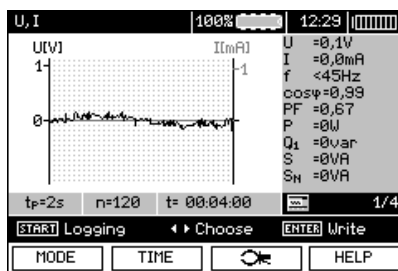 U,I 100% 12:29
U[V] I[mA]
1 1
0
U =0,1V
I =0,0mA
f <45Hz
cosφ=0,99
PF =0,67
P =0W
Q₁ =0var
S =0VA
Sɴ =0VA
tₚ=2s n=120 t= 00:04:00 1/4
START Logging Choose ENTER Write
MODE TIME HELP